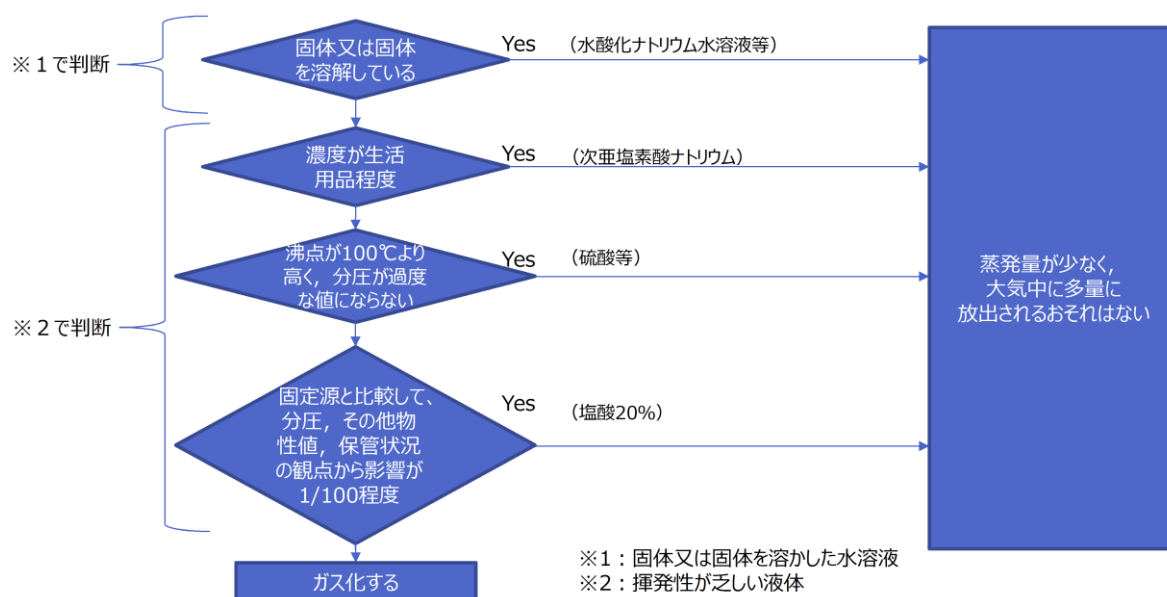 ※１で判断
固体又は固体
を溶解している
Yes
（水酸化ナトリウム水溶液等）
濃度が生活
用品程度
Yes
（次亜塩素酸ナトリウム）
沸点が100℃より
高く，分圧が過度
な値にならない
Yes
（硫酸等）
※２で判断
固定源と比較して、
分圧，その他物
性値，保管状況
の観点から影響が
1/100程度
Yes
（塩酸20%）
蒸発量が少なく，
大気中に多量に
放出されるおそれはない
ガス化する
※1：固体又は固体を溶かした水溶液
※2：揮発性が乏しい液体